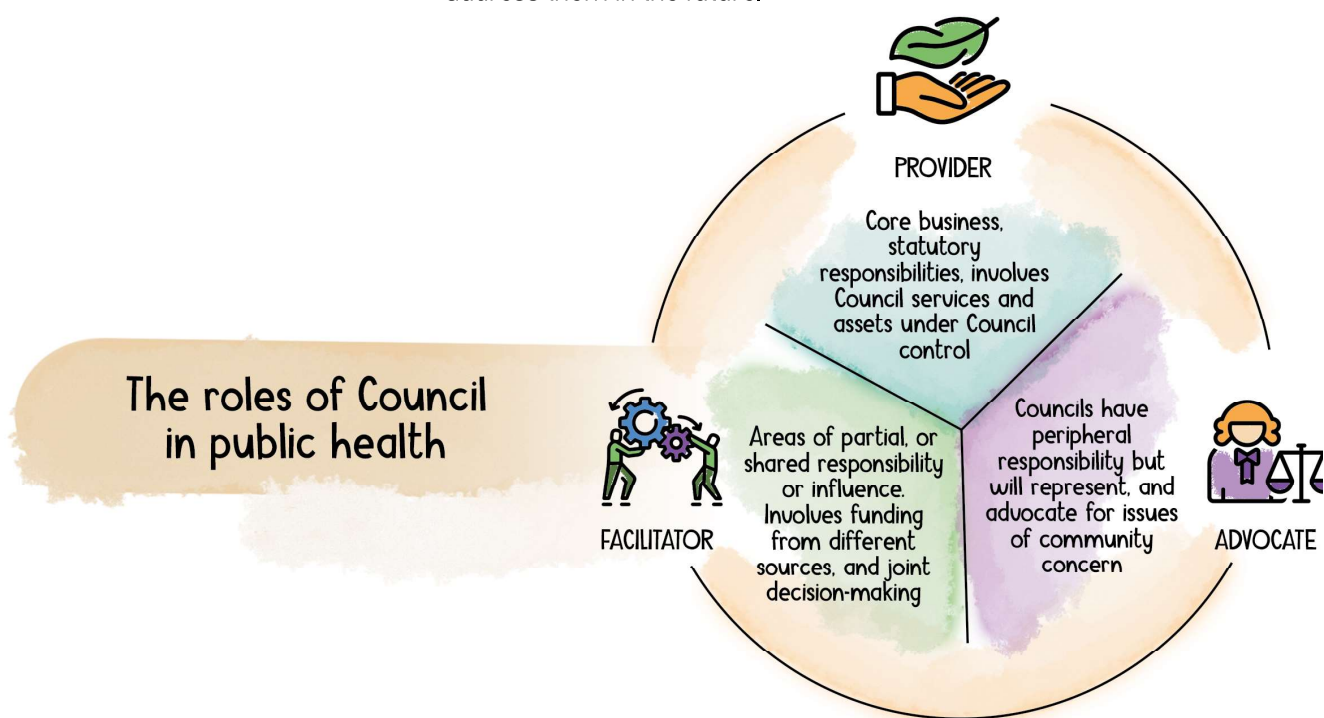 The roles of Council
in public health
PROVIDER
Core business,
statutory
responsibilities, involves
Council services and
assets under Council
control
FACILITATOR
Areas of partial, or
shared responsibility
or influence.
Involves funding
from different
sources, and joint
decision-making
Councils have
peripheral
responsibility but
will represent, and
advocate for issues
of community
concern
ADVOCATE